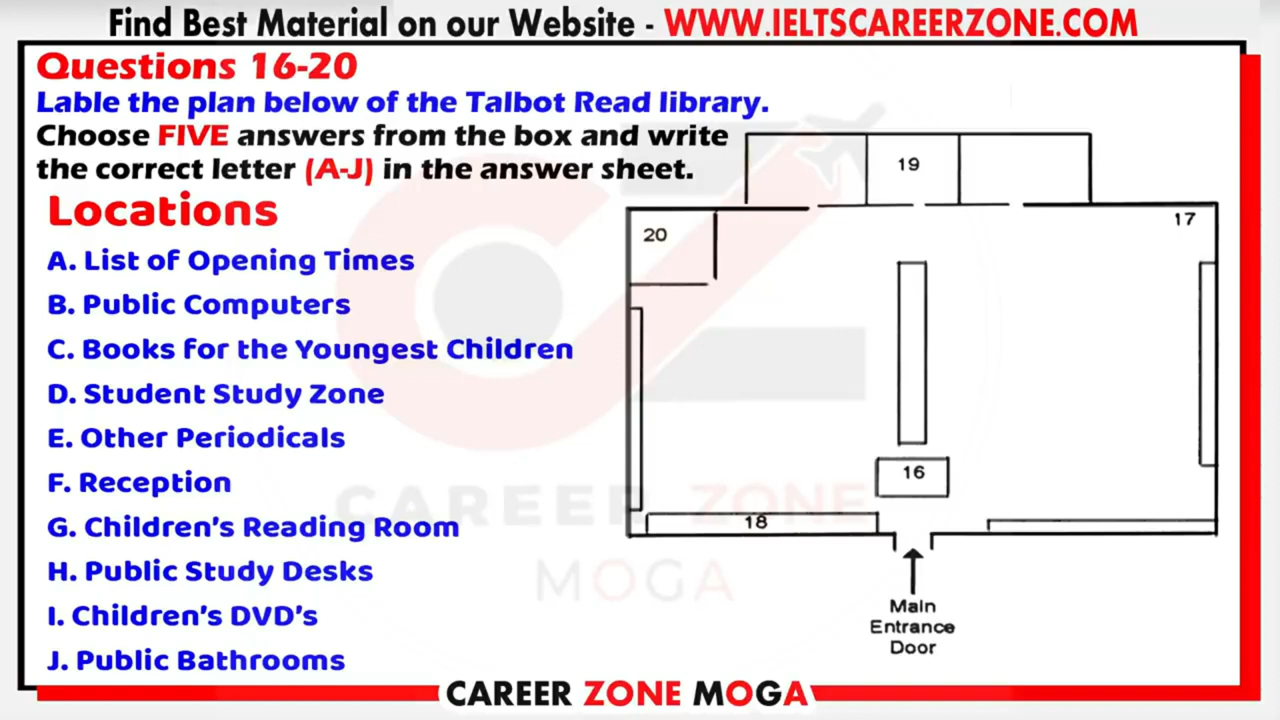 Find Best Material on our Website - WWW.IELTSCAREERZONE.COM
Questions 16-20
Lable the plan below of the Talbot Read library.
Choose FIVE answers from the box and write
the correct letter (A-J) in the answer sheet.
Locations
A. List of Opening Times
B. Public Computers
C. Books for the Youngest Children
D. Student Study Zone
E. Other Periodicals
F. Reception
G. Children's Reading Room
H. Public Study Desks
I. Children's DVD's
J. Public Bathrooms
19
20
17
16
18
Main
Entrance
Door
CAREER ZONE
MOGA
CAREER ZONE MOGA